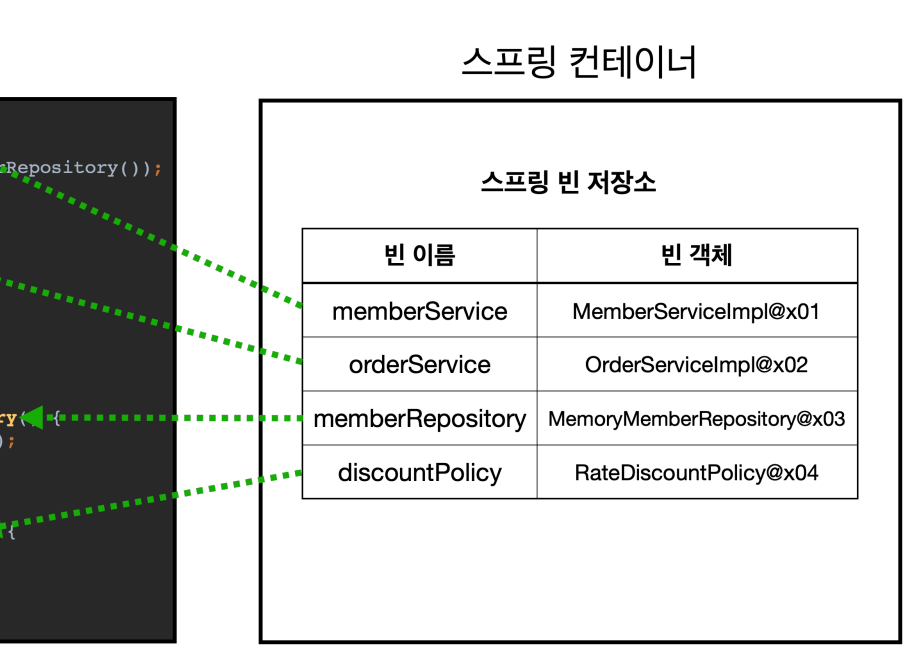 스프링 컨테이너
rRepository());
스프링 빈 저장소
빈 이름 빈 객체
memberService MemberServiceImpl@x01
orderService OrderServiceImpl@x02
ry() {
memberRepository MemoryMemberRepository@x03
);
discountPolicy RateDiscountPolicy@x04
{